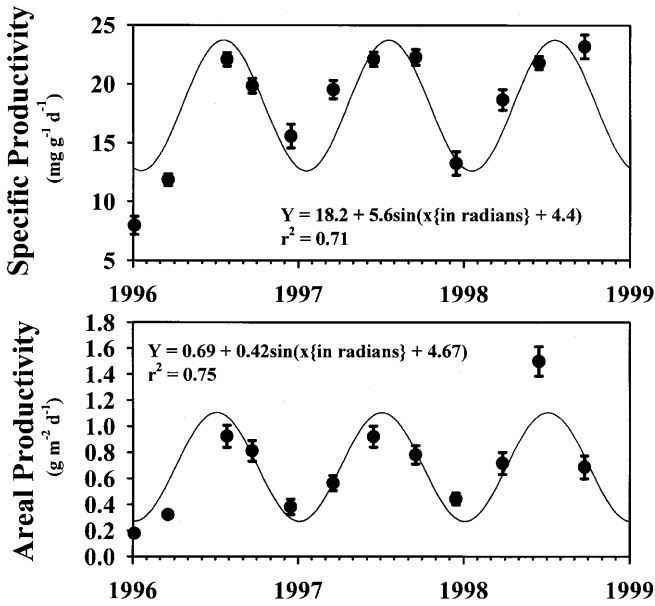 Specific Productivity
(mg g⁻¹ d⁻¹)
25
20
15
10
5
Y = 18.2 + 5.6sin(x{in radians} + 4.4)
r² = 0.71
1996 1997 1998 1999
Areal Productivity
(g m⁻² d⁻¹)
1.8
1.6
1.4
1.2
1.0
0.8
0.6
0.4
0.2
0.0
Y = 0.69 + 0.42sin(x{in radians} + 4.67)
r² = 0.75
1996 1997 1998 1999